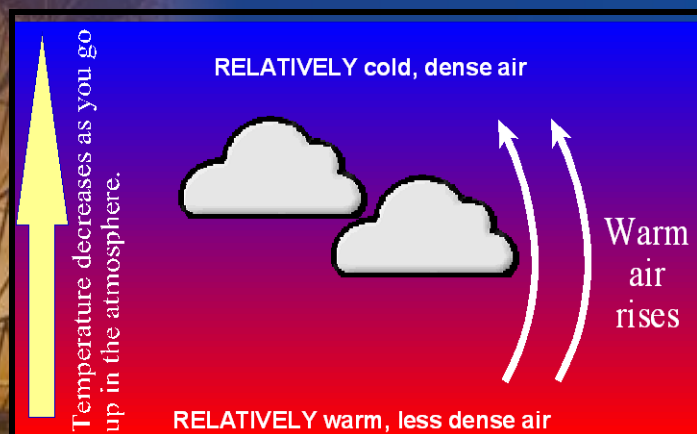 Temperature decreases as you go
up in the atmosphere.
RELATIVELY cold, dense air
Warm
air
rises
RELATIVELY warm, less dense air